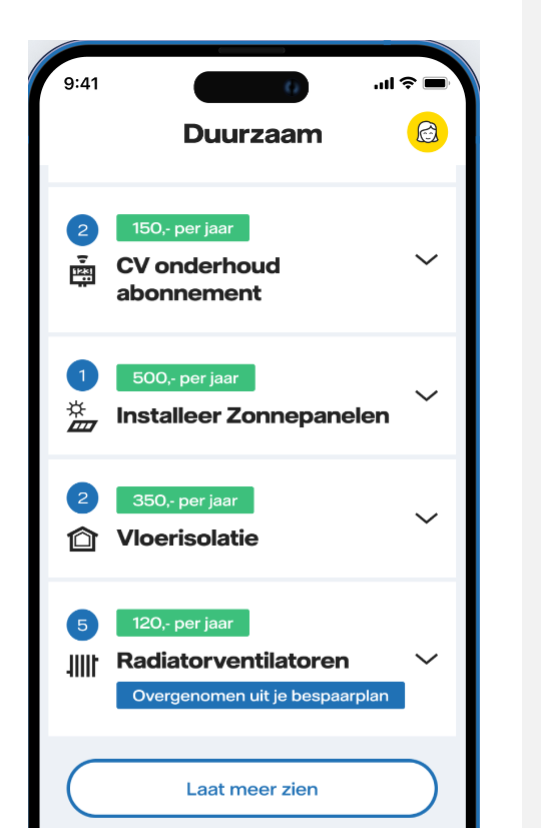 9:41
Duurzaam
2
150,- per jaar
CV onderhoud
abonnement
1
500,- per jaar
Installeer Zonnepanelen
2
350,- per jaar
Vloerisolatie
5
120,- per jaar
Radiatorventilatoren
Overgenomen uit je bespaarplan
Laat meer zien